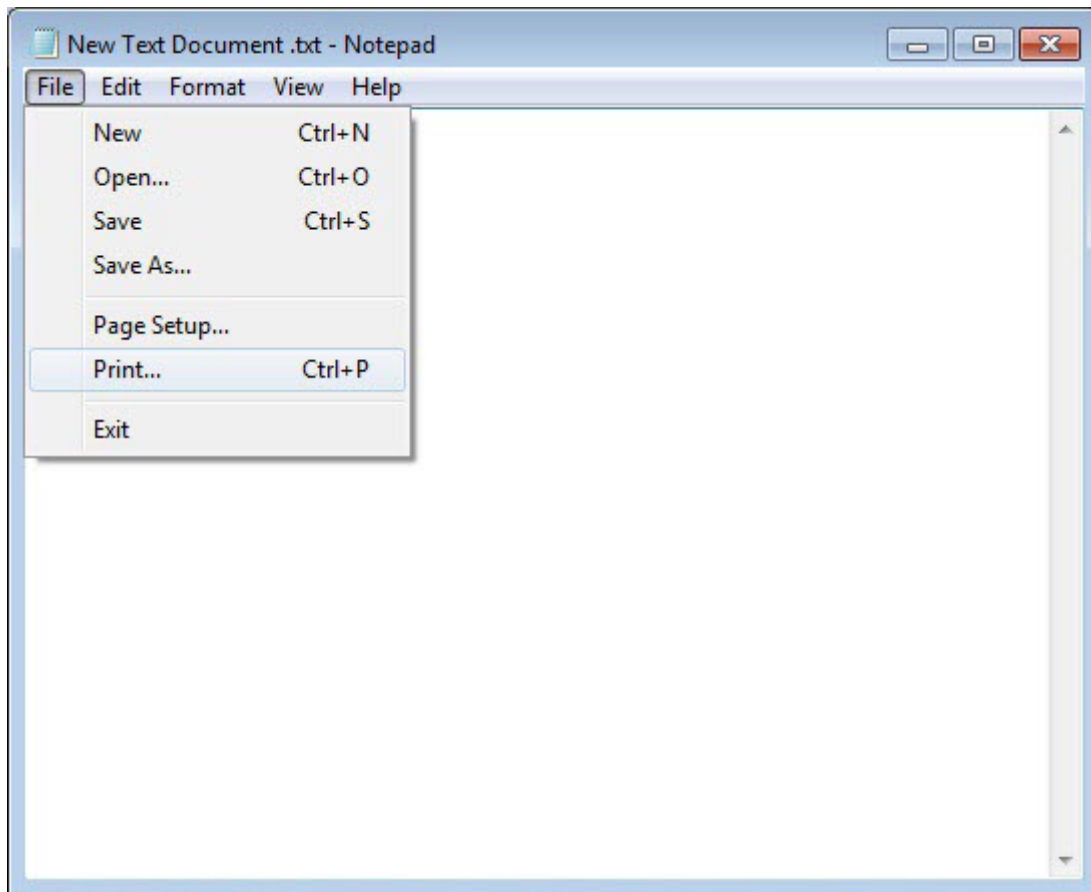 New Text Document .txt - Notepad
File Edit Format View Help
New Ctrl+N
Open... Ctrl+O
Save Ctrl+S
Save As...
Page Setup...
Print... Ctrl+P
Exit